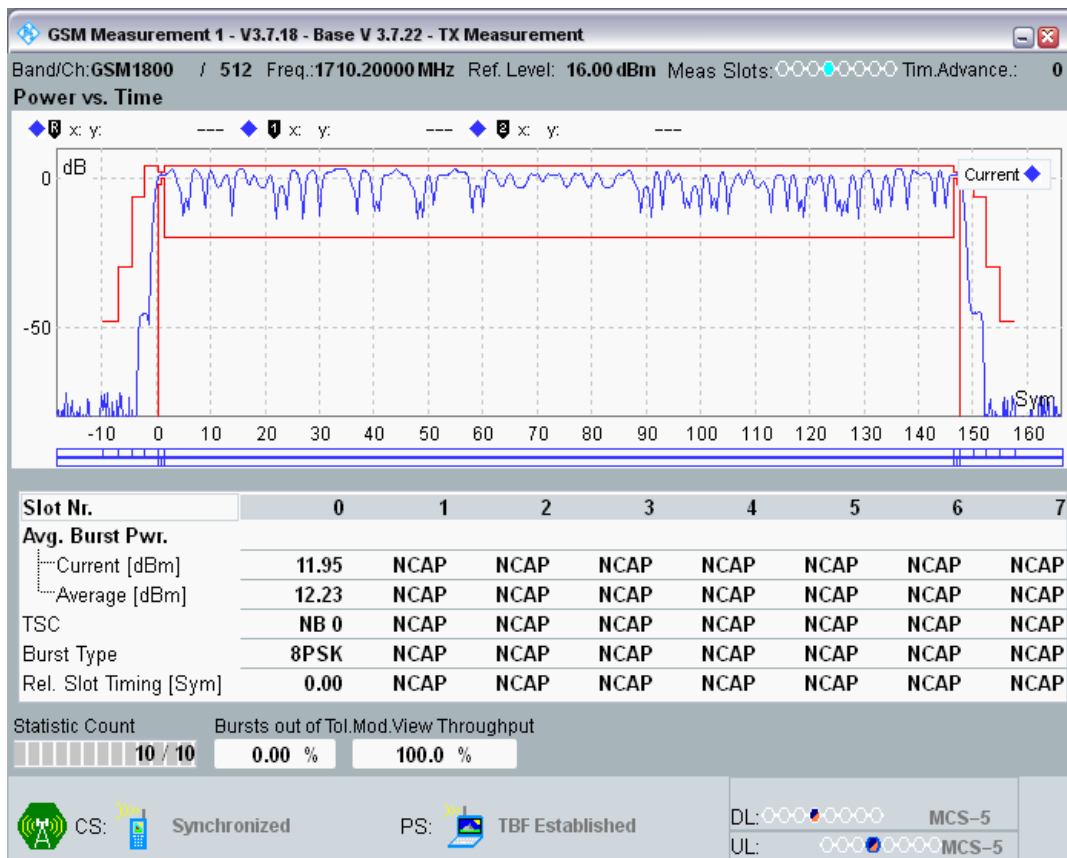 GSM Measurement 1 - V3.7.18 - Base V 3.7.22 - TX Measurement
Band/Ch:GSM1800 / 512 Freq.:1710.20000 MHz Ref. Level: 16.00 dBm Meas Slots: Tim.Advance.: 0
Power vs. Time
R x: y: --- 1 x: y: --- 2 x: y: ---
dB
0
Current
-50
Sym
-10 0 10 20 30 40 50 60 70 80 90 100 110 120 130 140 150 160
Slot Nr. 0 1 2 3 4 5 6 7
Avg. Burst Pwr.
Current [dBm] 11.95 NCAP NCAP NCAP NCAP NCAP NCAP NCAP
Average [dBm] 12.23 NCAP NCAP NCAP NCAP NCAP NCAP NCAP
TSC NB 0 NCAP NCAP NCAP NCAP NCAP NCAP NCAP
Burst Type 8PSK NCAP NCAP NCAP NCAP NCAP NCAP NCAP
Rel. Slot Timing [Sym] 0.00 NCAP NCAP NCAP NCAP NCAP NCAP NCAP
Statistic Count Bursts out of Tol.Mod.View Throughput
10 / 10 0.00 % 100.0 %
CS: Synchronized PS: TBF Established DL: MCS-5
UL: MCS-5